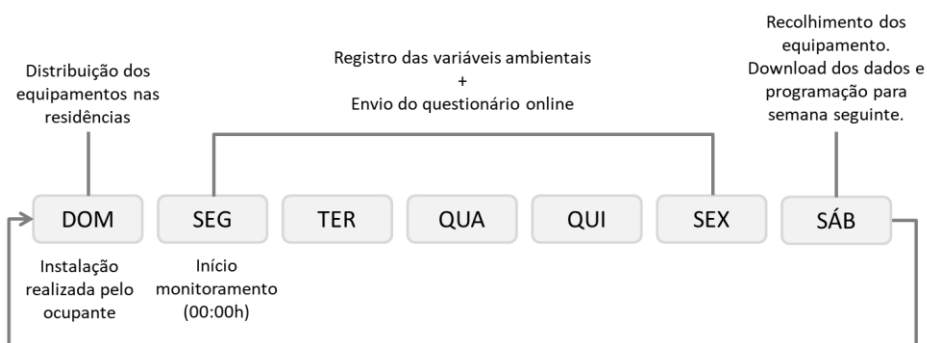 Distribuição dos
equipamentos nas
residências
Registro das variáveis ambientais
+
Envio do questionário online
Recolhimento dos
equipamento.
Download dos dados e
programação para
semana seguinte.
DOM
SEG
TER
QUA
QUI
SEX
SÁB
Instalação
realizada pelo
ocupante
Início
monitoramento
(00:00h)